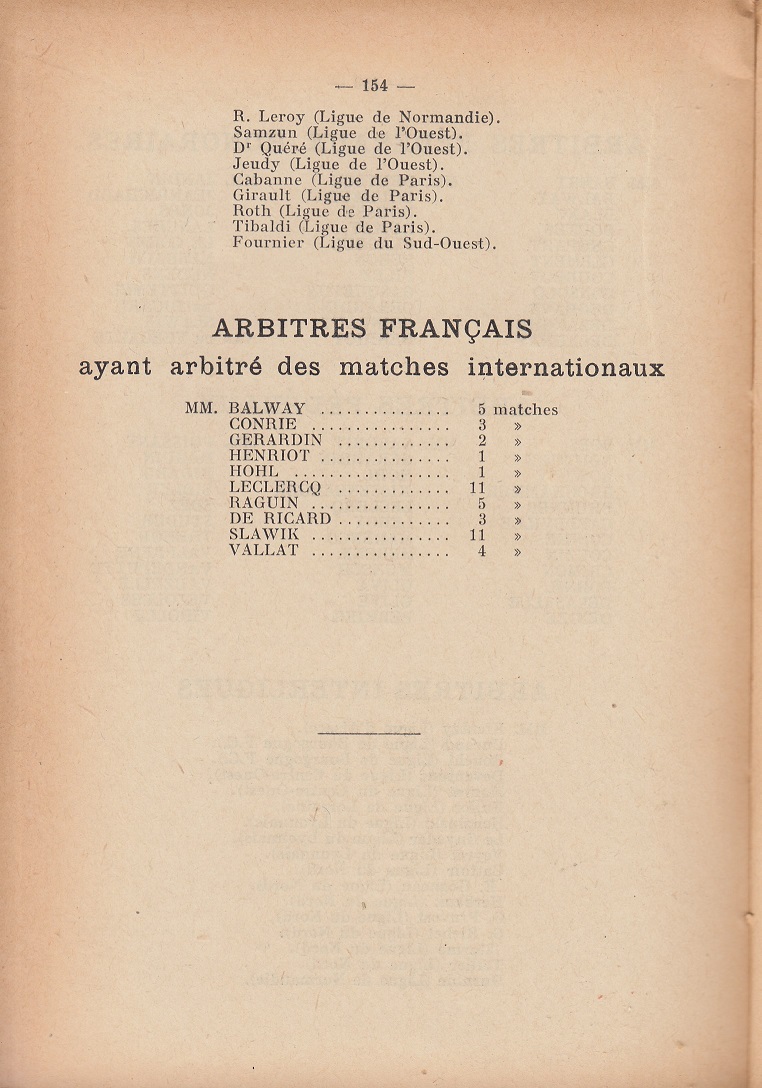 — 154 —
R. Leroy (Ligue de Normandie).
Samzun (Ligue de l'Ouest).
Dr Quéré (Ligue de l'Ouest).
Jeudy (Ligue de l'Ouest).
Cabanne (Ligue de Paris).
Girault (Ligue de Paris).
Roth (Ligue de Paris).
Tibaldi (Ligue de Paris).
Fournier (Ligue du Sud-Ouest).
ARBITRES FRANÇAIS
ayant arbitré des matches internationaux
MM. BALWAY ............... 5 matches
CONRIE ................ 3 »
GERARDIN ............. 2 »
HENRIOT ............... 1 »
HOHL .................. 1 »
LECLERCQ ............. 11 »
RAGUIN ................ 5 »
DE RICARD ............. 3 »
SLAWIK ................ 11 »
VALLAT ................ 4 »